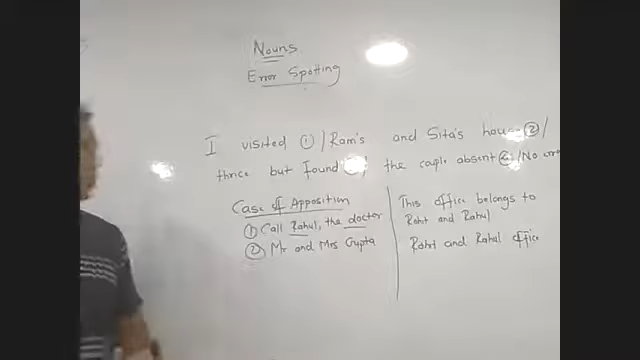 Nouns
Error Spotting
I visited ① / Ram's and Sita's house ② /
thrice but found / the cuple absent ④ / No err
Case of Apposition
① Call Rahul, the doctor
② Mr and Mrs Gupta
This office belongs to
Rohit and Rahul
Rohit and Rahul office